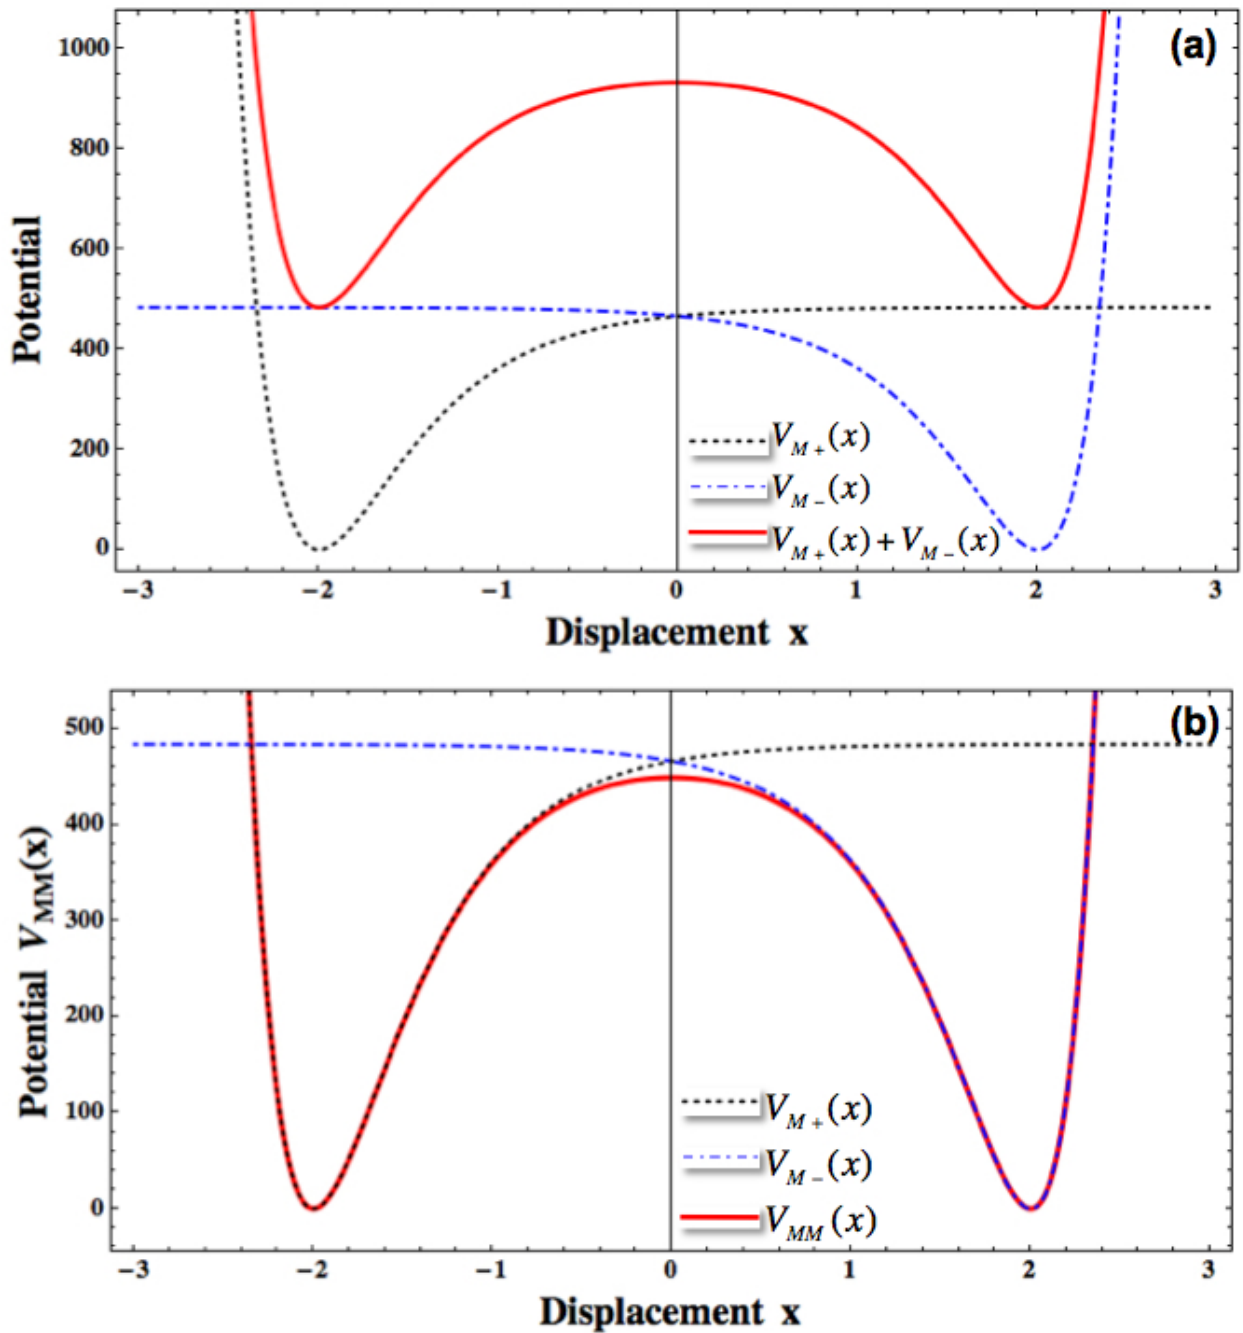 (a)
1000
800
600
400
200
0
Potential
V_{M+}(x)
V_{M-}(x)
V_{M+}(x) + V_{M-}(x)
−3 −2 −1 0 1 2 3
Displacement x
(b)
500
400
300
200
100
0
Potential V_{MM}(x)
V_{M+}(x)
V_{M-}(x)
V_{MM}(x)
−3 −2 −1 0 1 2 3
Displacement x